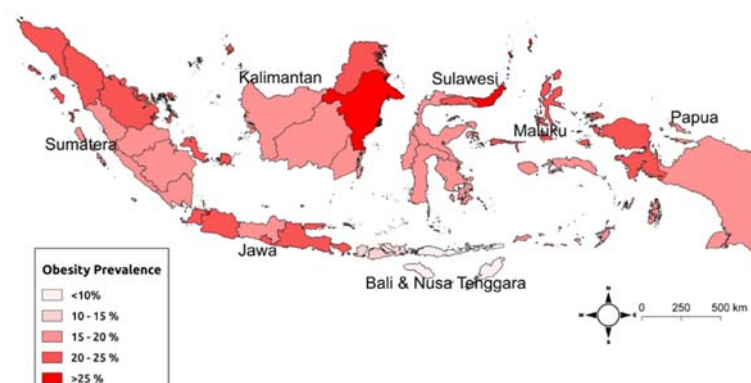 Kalimantan
Sulawesi
Papua
Maluku
Sumatera
Jawa
Bali & Nusa Tenggara
Obesity Prevalence
<10%
10 - 15 %
15 - 20 %
20 - 25 %
>25 %
N
S
0 250 500 km